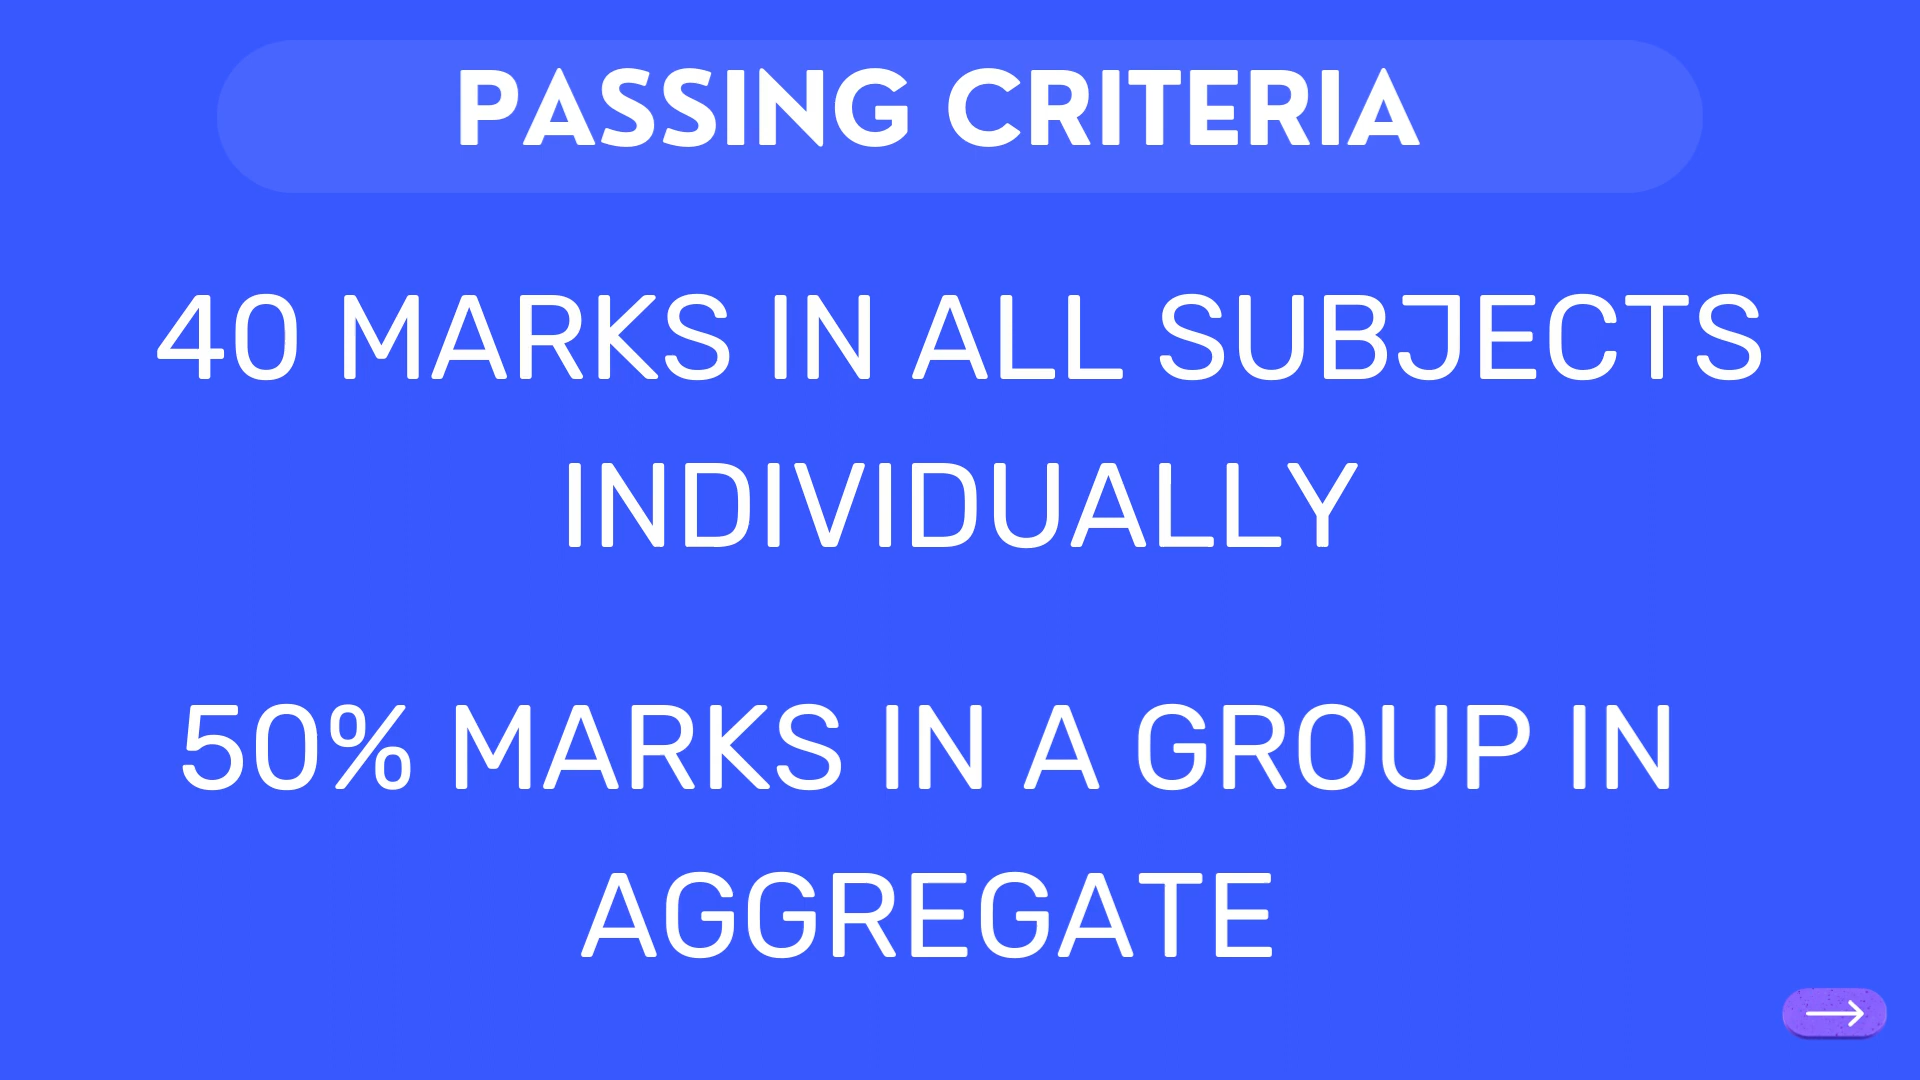 PASSING CRITERIA
40 MARKS IN ALL SUBJECTS
INDIVIDUALLY
50% MARKS IN A GROUP IN
AGGREGATE